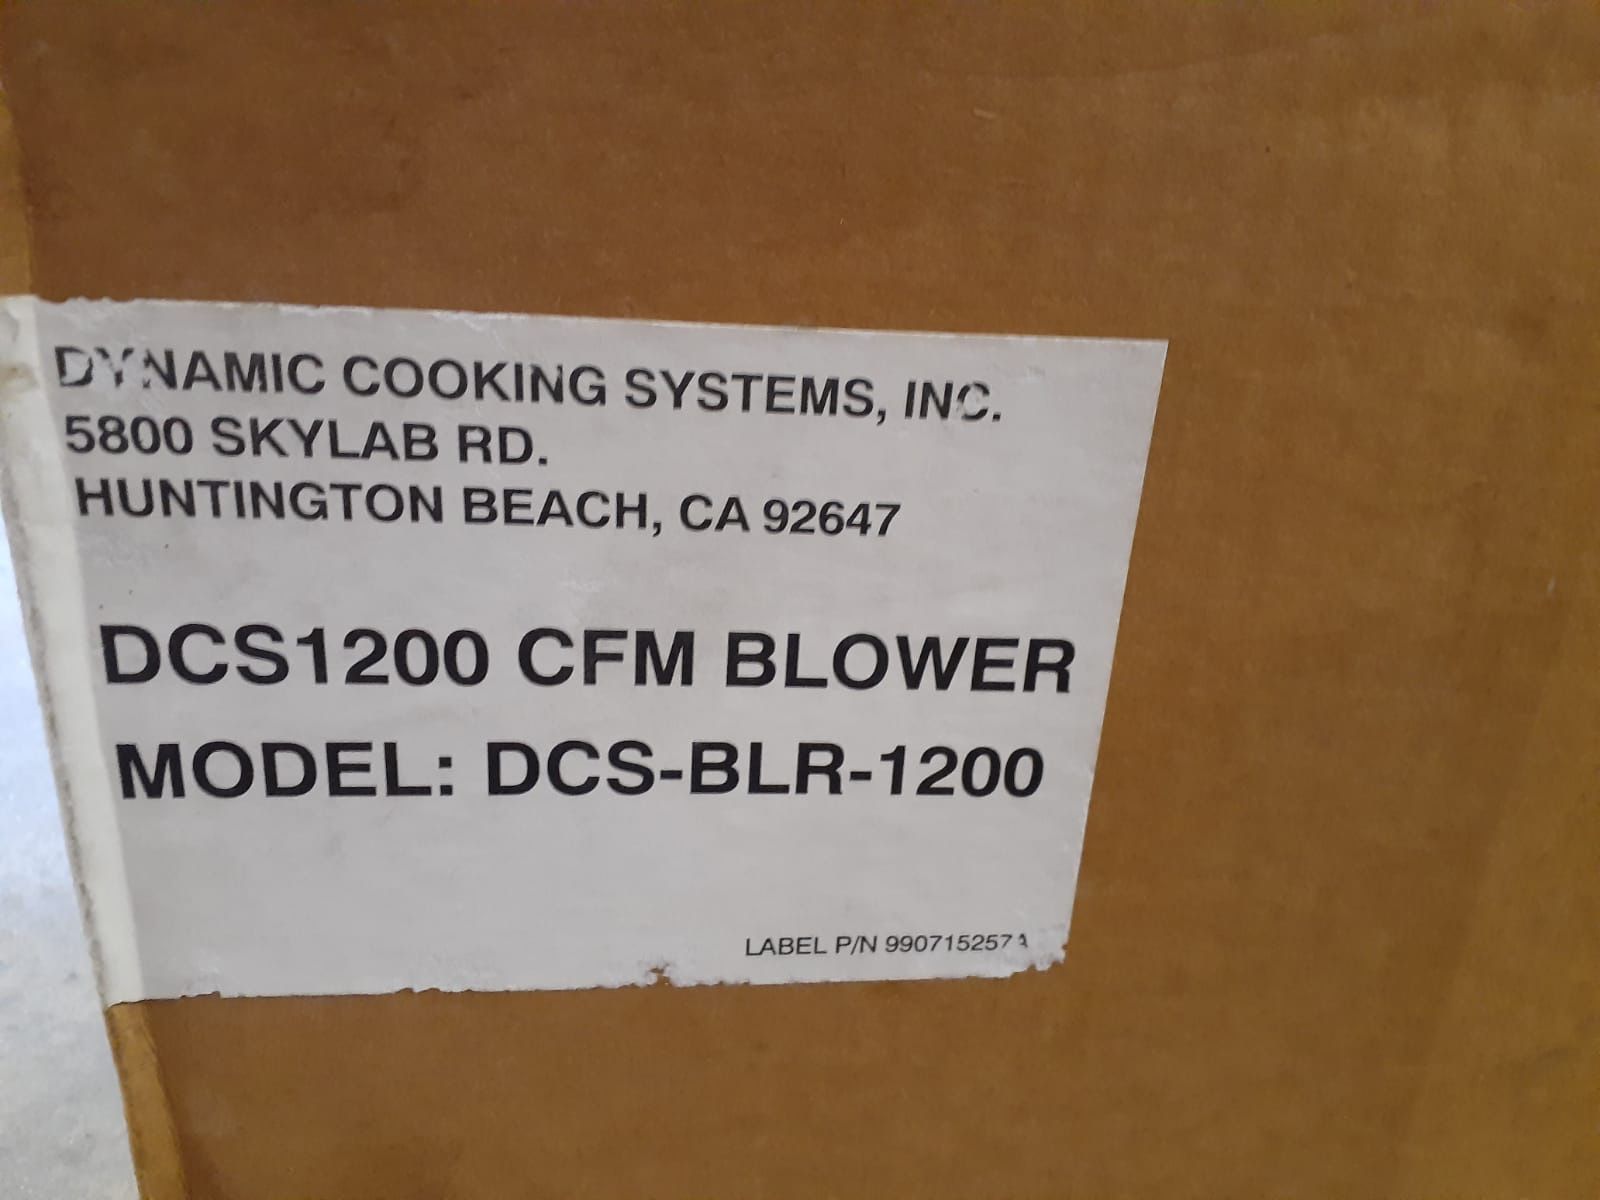 DYNAMIC COOKING SYSTEMS, INC.
5800 SKYLAB RD.
HUNTINGTON BEACH, CA 92647
DCS1200 CFM BLOWER
MODEL: DCS-BLR-1200
LABEL P/N 990715257A